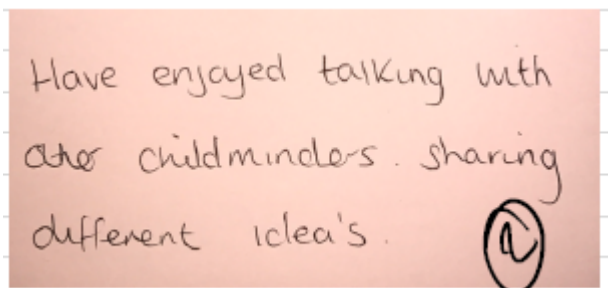 Have enjoyed talking with
other childminders. sharing
different idea's.